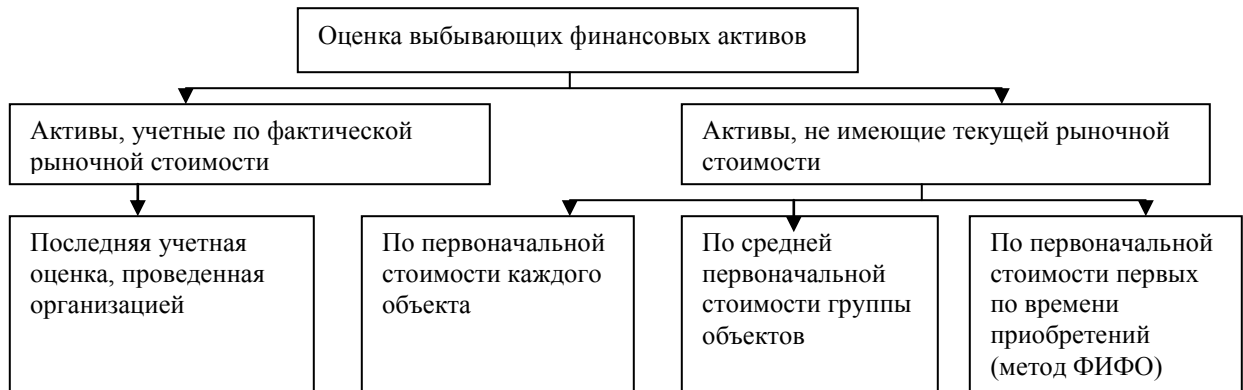 Оценка выбывающих финансовых активов
Активы, учетные по фактической
рыночной стоимости
Активы, не имеющие текущей рыночной
стоимости
Последняя учетная
оценка, проведенная
организацией
По первоначальной
стоимости каждого
объекта
По средней
первоначальной
стоимости группы
объектов
По первоначальной
стоимости первых
по времени
приобретений
(метод ФИФО)